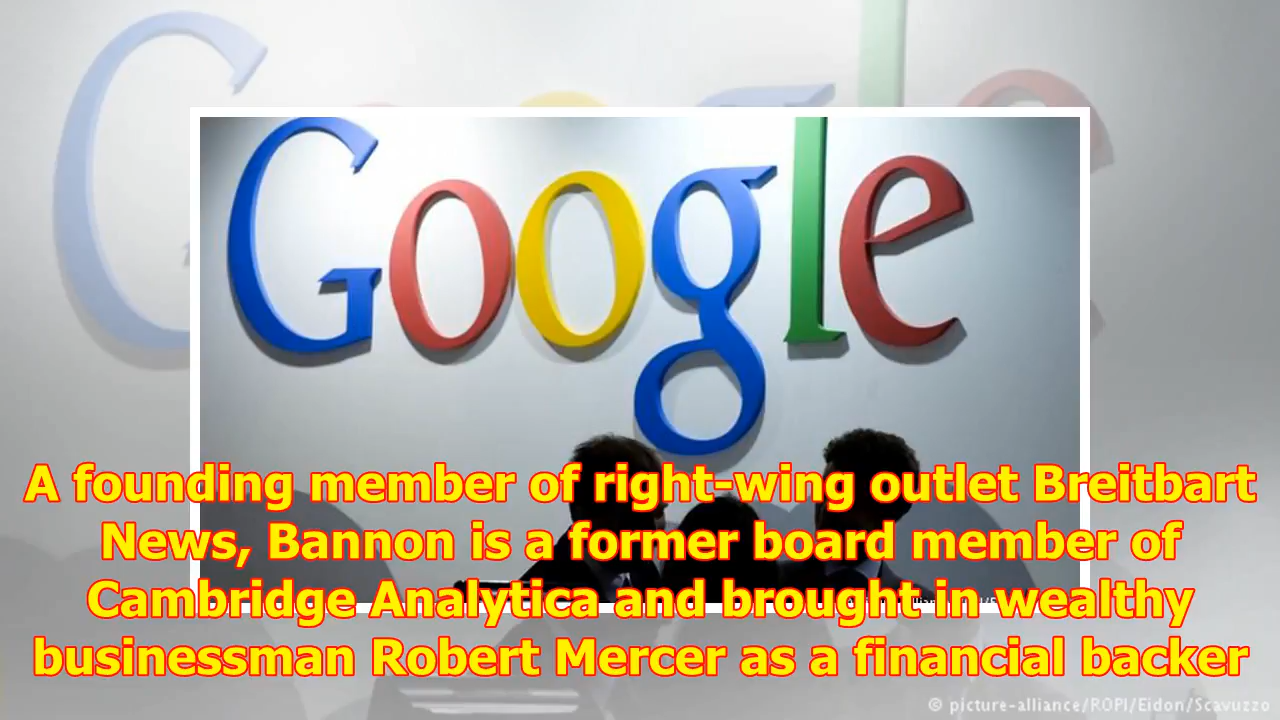 Google
A founding member of right-wing outlet Breitbart
News, Bannon is a former board member of
Cambridge Analytica and brought in wealthy
businessman Robert Mercer as a financial backer
© picture-alliance/ROPI/Eidon/Scavuzzo